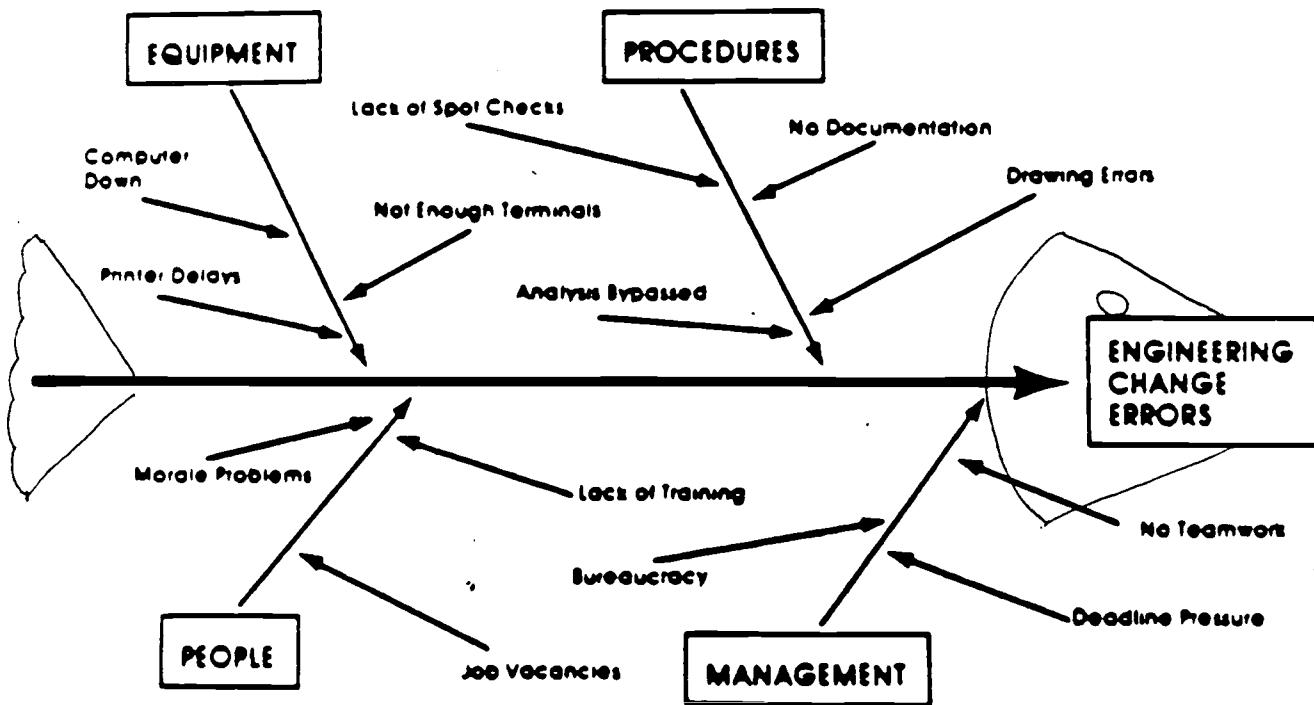 EQUIPMENT
PROCEDURES
Lack of Spot Checks
No Documentation
Computer
Down
Drawing Errors
Not Enough Terminals
Printer Delays
Analysis Bypassed
ENGINEERING
CHANGE
ERRORS
Morale Problems
Lack of Training
No Teamwork
Bureaucracy
Deadline Pressure
PEOPLE
Job Vacancies
MANAGEMENT